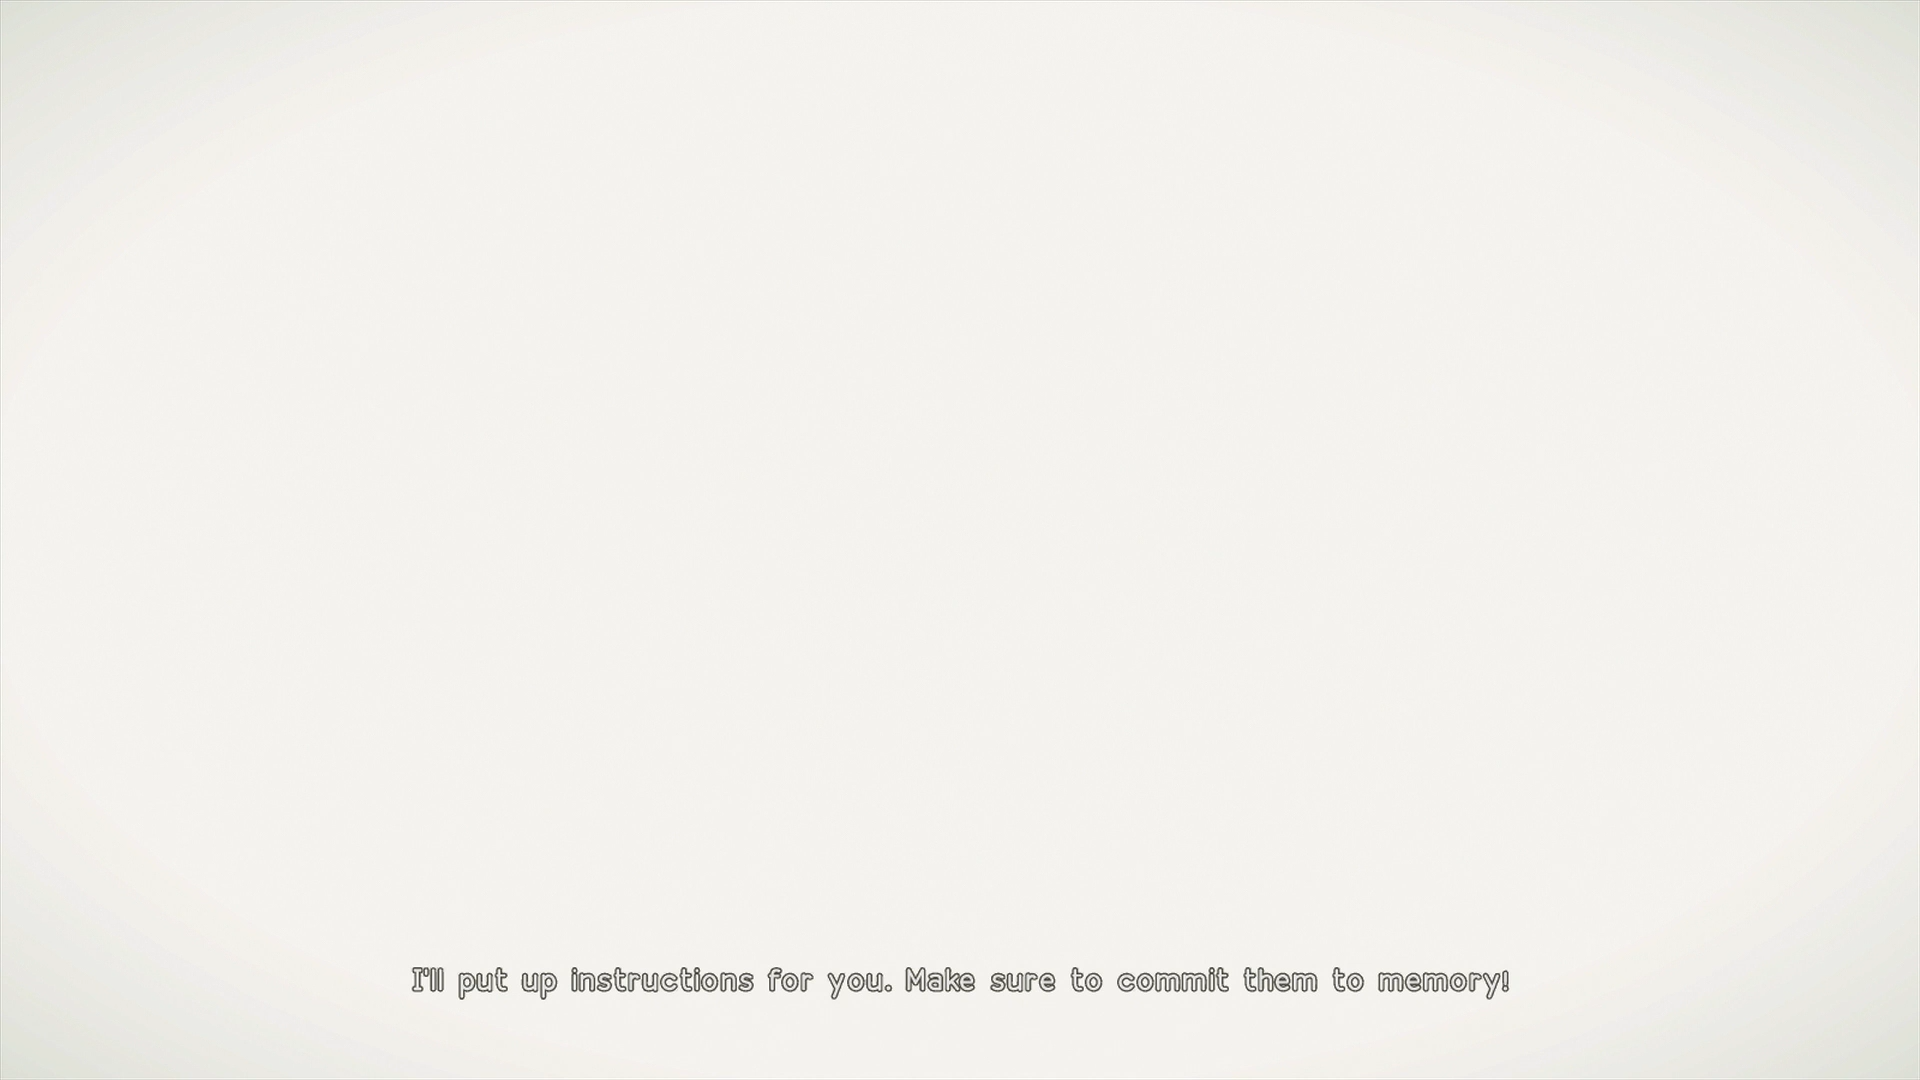 I'll put up instructions for you. Make sure to commit them to memory!